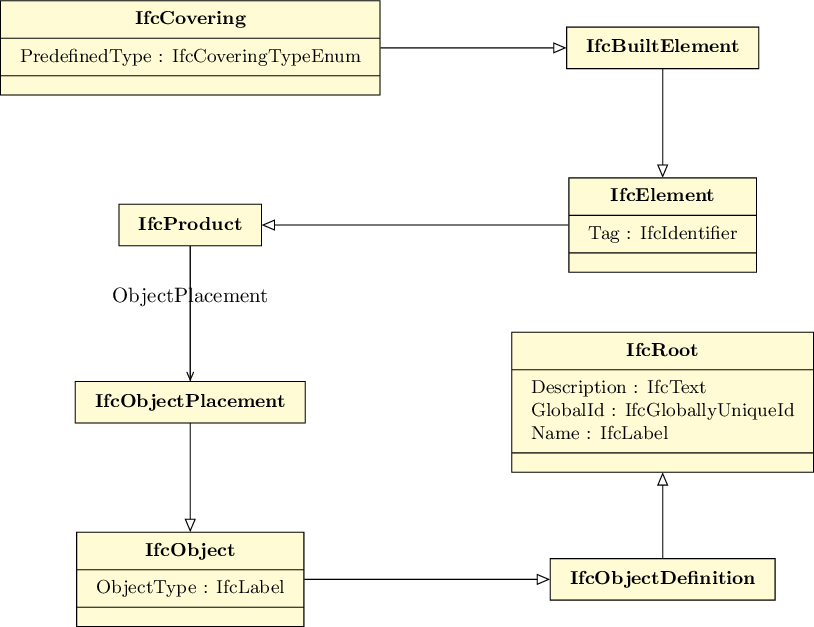 IfcCovering
PredefinedType : IfcCoveringTypeEnum
IfcBuiltElement
IfcElement
Tag : IfcIdentifier
IfcProduct
ObjectPlacement
IfcRoot
Description : IfcText
GlobalId : IfcGloballyUniqueId
Name : IfcLabel
IfcObjectPlacement
IfcObject
ObjectType : IfcLabel
IfcObjectDefinition